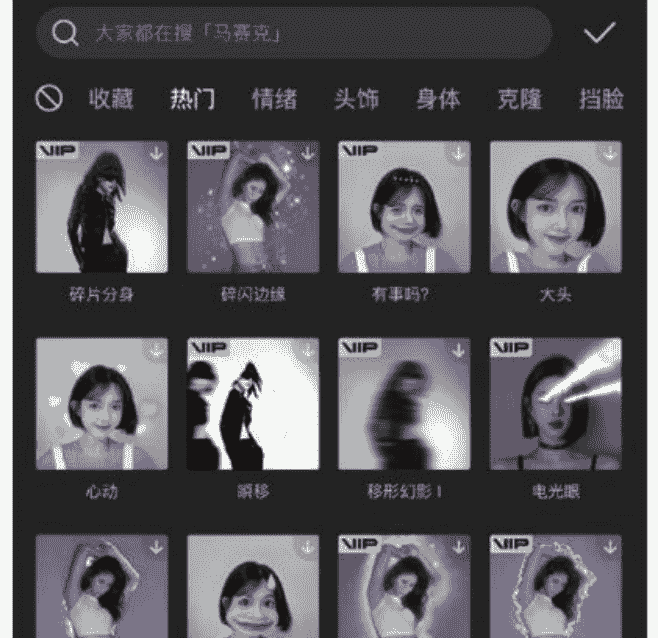 大家都在搜「马赛克」
收藏 热门 情绪 头饰 身体 克隆 挡脸
VIP VIP VIP
碎片分身 碎闪边缘 有事吗? 大头
VIP VIP VIP
心动 瞬移 移形幻影 I 电光眼
VIP VIP